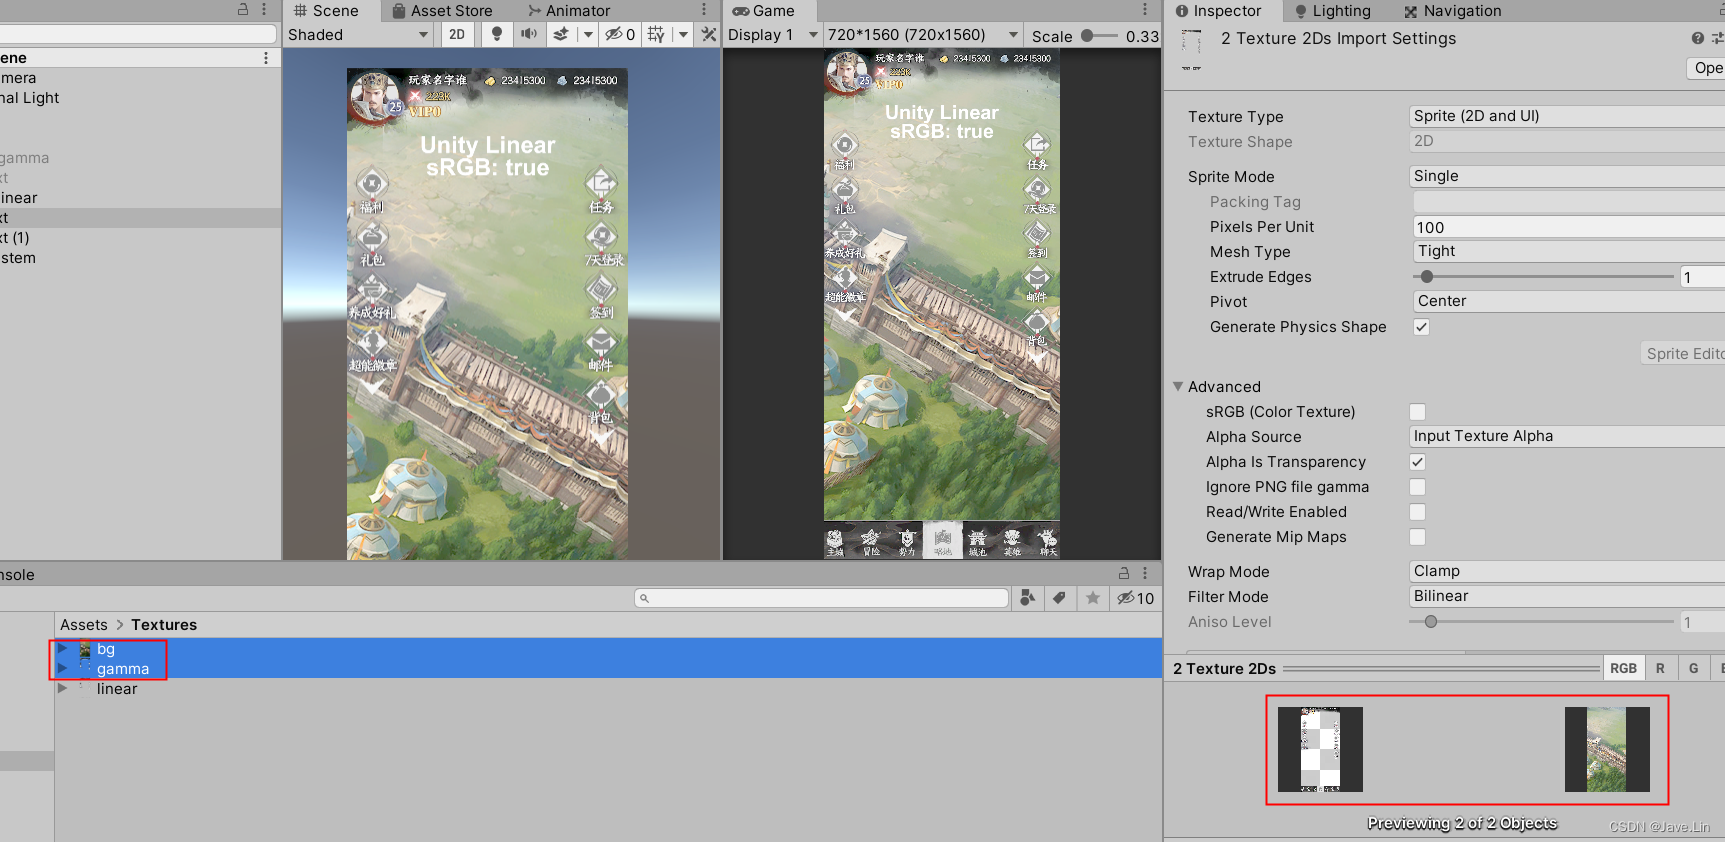 Scene
Asset Store
Animator
Shaded
2D
0
ene
mera
nal Light
gamma
xt
inear
xt
xt (1)
stem
玩家名字谁
2341/5300
2341/5300
223K
25
VIP0
Unity Linear
sRGB: true
福利
礼包
养成好礼
超能徽章
任务
7天登录
签到
邮件
背包
Game
Display 1
720*1560 (720x1560)
Scale
0.33
玩家名字谁
2341/5300
2341/5300
223K
25
VIP0
Unity Linear
sRGB: true
福利
礼包
养成好礼
超能徽章
任务
7天登录
签到
邮件
背包
主城
冒险
势力
城池
英雄
聊天
Inspector
Lighting
Navigation
2 Texture 2Ds Import Settings
Ope
Texture Type
Sprite (2D and UI)
Texture Shape
2D
Sprite Mode
Single
Packing Tag
Pixels Per Unit
100
Mesh Type
Tight
Extrude Edges
1
Pivot
Center
Generate Physics Shape
Sprite Edito
Advanced
sRGB (Color Texture)
Alpha Source
Input Texture Alpha
Alpha Is Transparency
Ignore PNG file gamma
Read/Write Enabled
Generate Mip Maps
Wrap Mode
Clamp
Filter Mode
Bilinear
Aniso Level
1
2 Texture 2Ds
RGB
R
G
Previewing 2 of 2 Objects
CSDN @Jave.Lin
nsole
10
Assets > Textures
bg
gamma
linear